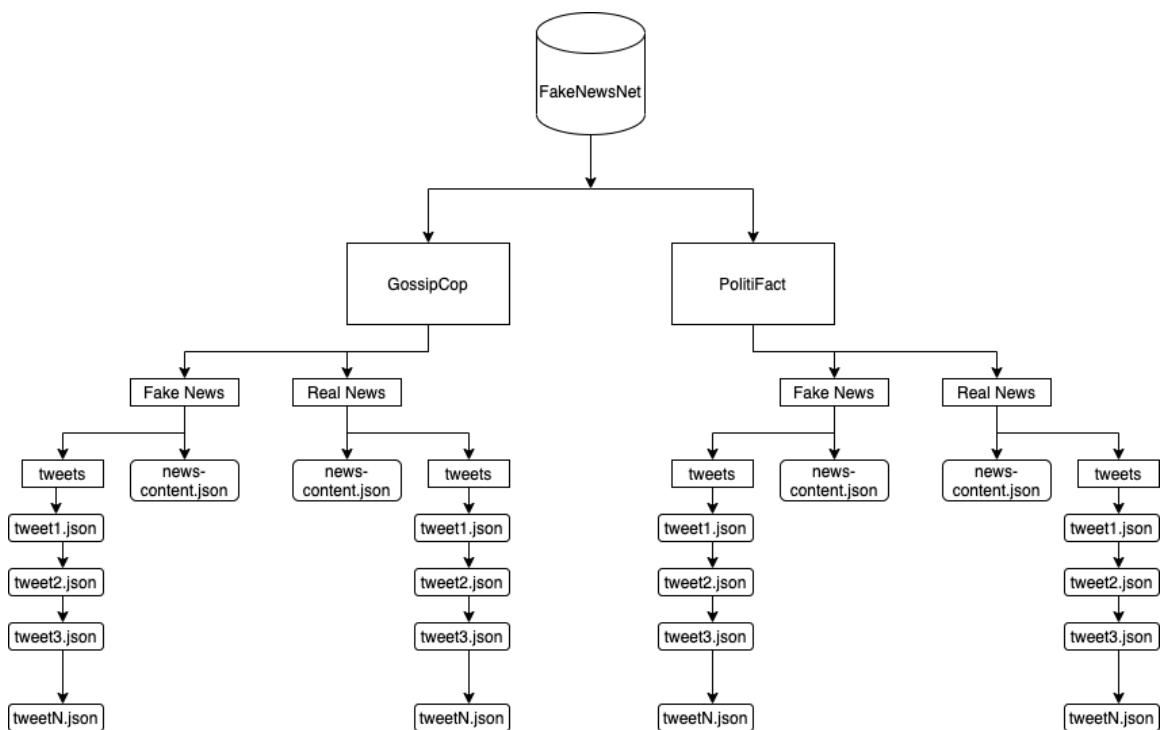 FakeNewsNet
GossipCop
PolitiFact
Fake News
Real News
Fake News
Real News
tweets
news-
content.json
news-
content.json
tweets
tweets
news-
content.json
news-
content.json
tweets
tweet1.json
tweet1.json
tweet1.json
tweet1.json
tweet2.json
tweet2.json
tweet2.json
tweet2.json
tweet3.json
tweet3.json
tweet3.json
tweet3.json
tweetN.json
tweetN.json
tweetN.json
tweetN.json